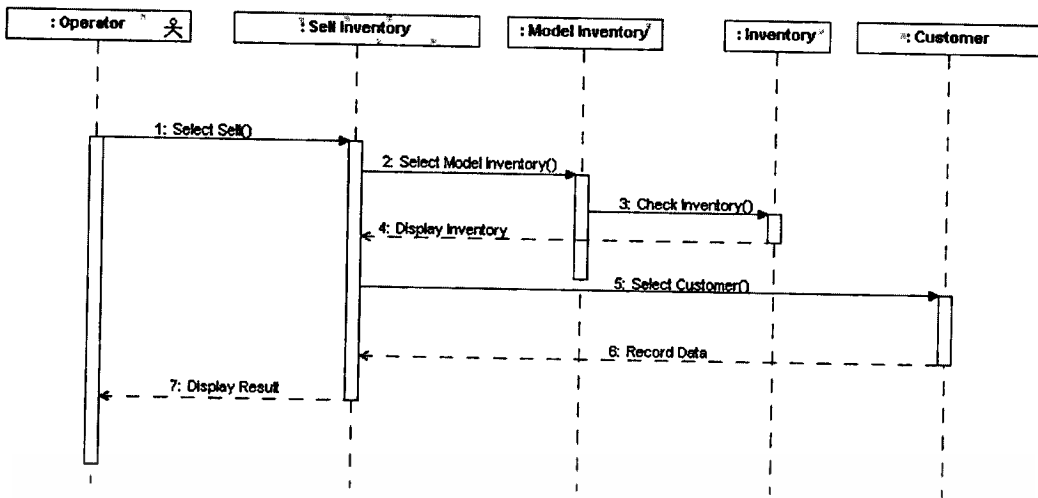 : Operator
: Sell Inventory
: Model Inventory
: Inventory
: Customer
1: Select Sell()
2: Select Model Inventory()
3: Check Inventory()
4: Display Inventory
5: Select Customer()
6: Record Data
7: Display Result